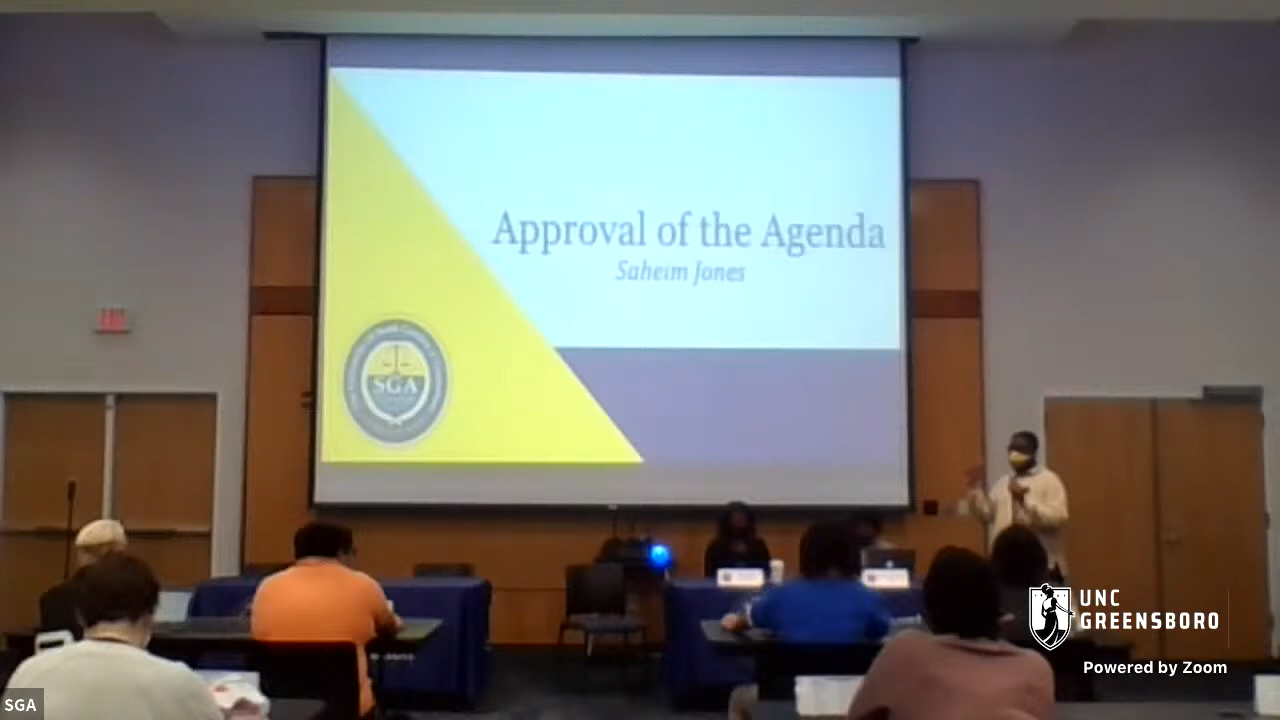 Approval of the Agenda
Saheim Jones
SGA
UNC
GREENSBORO
Powered by Zoom
SGA